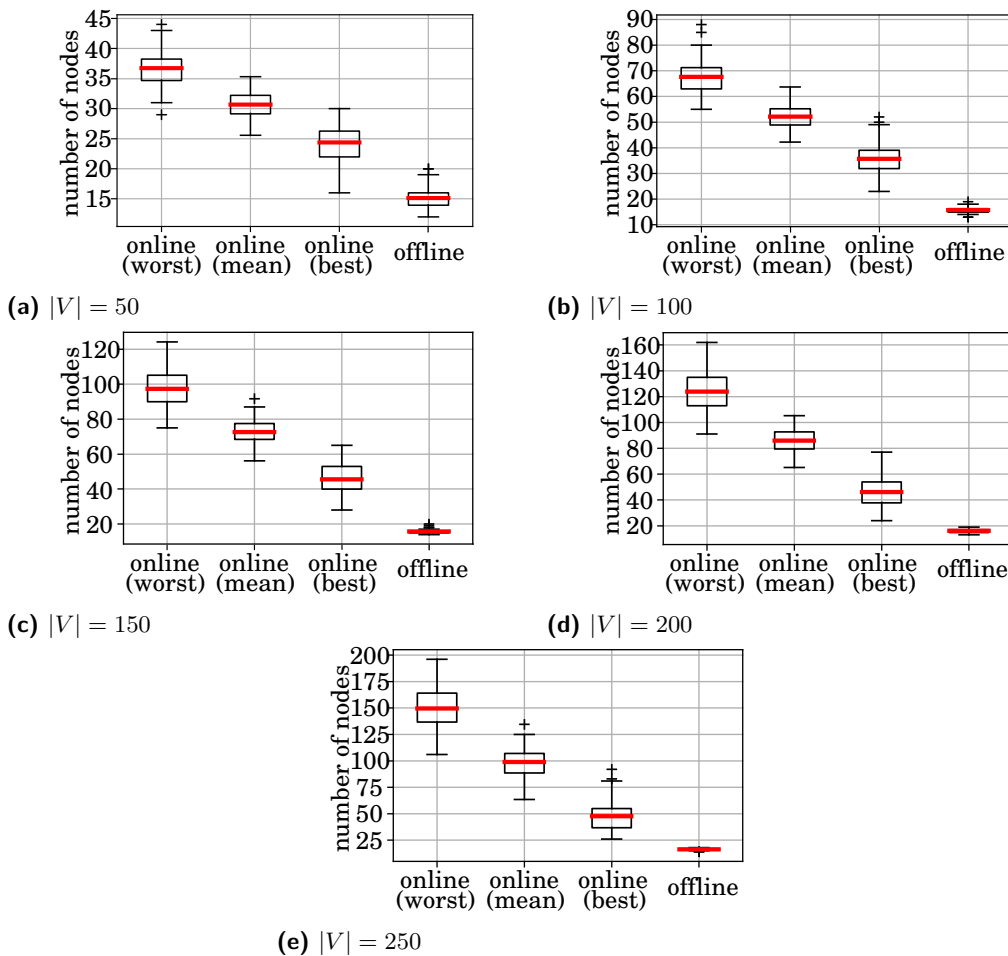 number of nodes
45
40
35
30
25
20
15
online (worst)
online (mean)
online (best)
offline
(a) |V| = 50
number of nodes
90
80
70
60
50
40
30
20
10
online (worst)
online (mean)
online (best)
offline
(b) |V| = 100
number of nodes
120
100
80
60
40
20
online (worst)
online (mean)
online (best)
offline
(c) |V| = 150
number of nodes
160
140
120
100
80
60
40
20
online (worst)
online (mean)
online (best)
offline
(d) |V| = 200
number of nodes
200
175
150
125
100
75
50
25
online (worst)
online (mean)
online (best)
offline
(e) |V| = 250